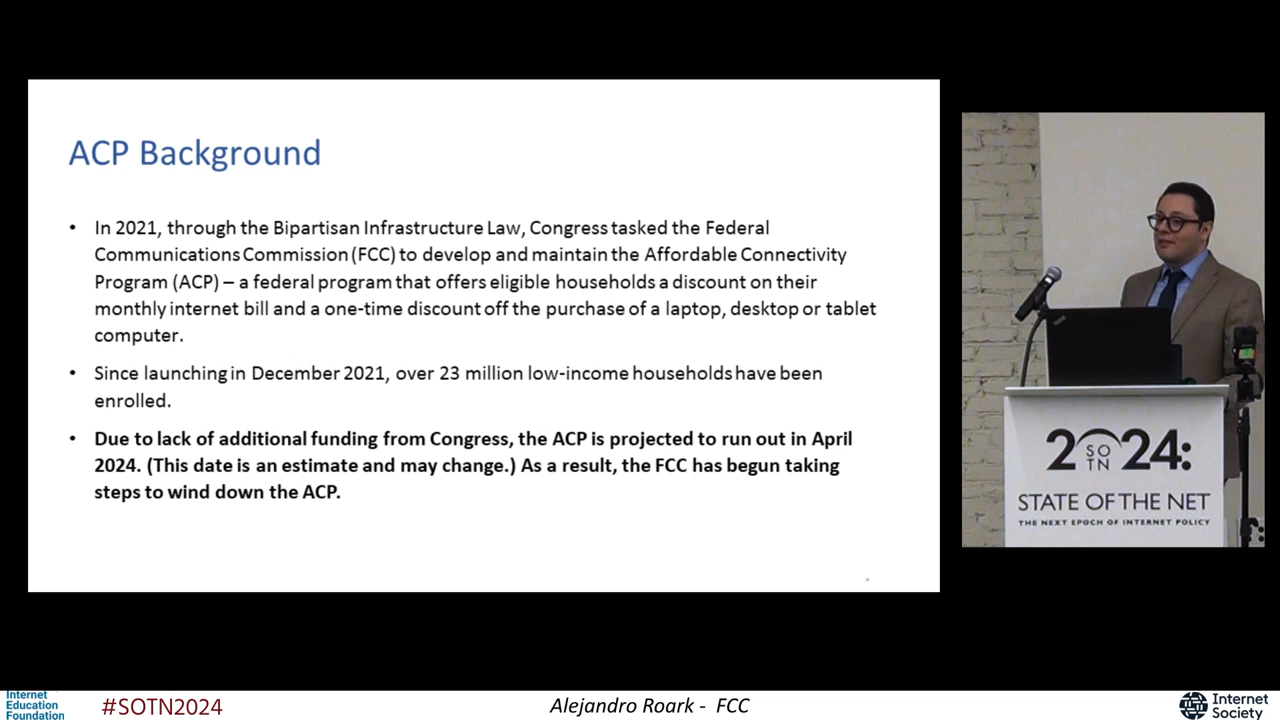 ACP Background
• In 2021, through the Bipartisan Infrastructure Law, Congress tasked the Federal
Communications Commission (FCC) to develop and maintain the Affordable Connectivity
Program (ACP) – a federal program that offers eligible households a discount on their
monthly internet bill and a one-time discount off the purchase of a laptop, desktop or tablet
computer.
• Since launching in December 2021, over 23 million low-income households have been
enrolled.
• Due to lack of additional funding from Congress, the ACP is projected to run out in April
2024. (This date is an estimate and may change.) As a result, the FCC has begun taking
steps to wind down the ACP.
2 SO TN 24:
STATE OF THE NET
THE NEXT EPOCH OF INTERNET POLICY
Internet
Education
Foundation
#SOTN2024
Alejandro Roark - FCC
Internet
Society